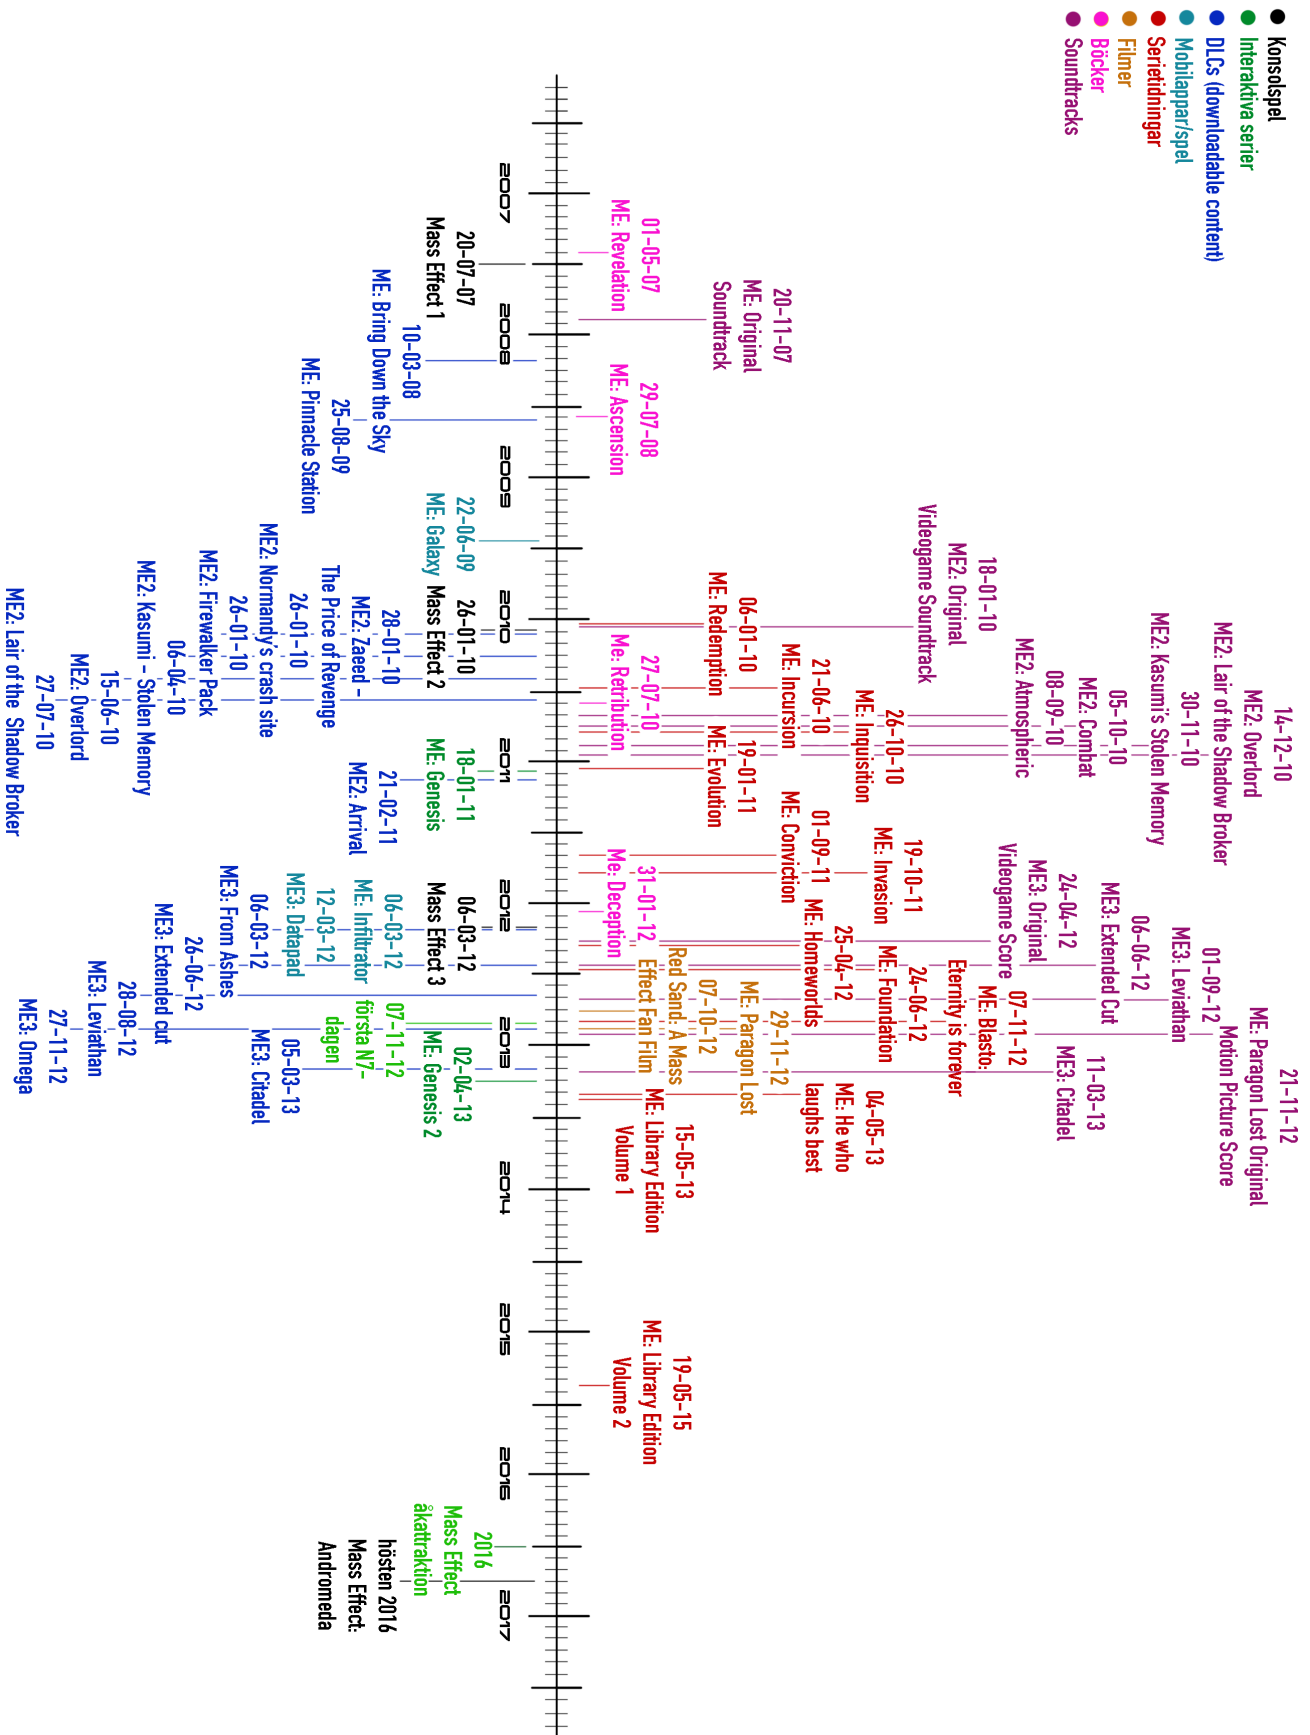 Konsolspel
Interaktiva serier
DLCs (downloadable content)
Mobilappar/spel
Serietidningar
Filmer
Böcker
Soundtracks
14-12-10
ME2: Overlord
ME2: Lair of the Shadow Broker
30-11-10
ME2: Kasumi's Stolen Memory
05-10-10
ME2: Combat
08-09-10
ME2: Atmospheric
18-01-10
ME2: Original
Videogame Soundtrack
20-11-07
ME: Original
Soundtrack
21-11-12
ME: Paragon Lost Original
Motion Picture Score
01-09-12
ME3: Leviathan
06-06-12
ME3: Extended Cut
11-03-13
ME3: Citadel
24-04-12
ME3: Original
Videogame Score
07-11-12
ME: Blasto:
Eternity is forever
24-06-12
ME: Foundation
19-10-11
ME: Invasion
26-10-10
ME: Inquisition
04-05-13
ME: He who
laughs best
25-04-12
ME: Homeworlds
01-09-11
ME: Conviction
21-06-10
ME: Incursion
29-11-12
ME: Paragon Lost
06-01-10
ME: Redemption
19-01-11
ME: Evolution
07-10-12
Red Sand: A Mass
Effect Fan Film
15-05-13
ME: Library Edition
Volume 1
19-05-15
ME: Library Edition
Volume 2
01-05-07
ME: Revelation
29-07-08
ME: Ascension
27-07-10
Me: Retribution
31-01-12
Me: Deception
2007
2008
2009
2010
2011
2012
2013
2014
2015
2016
2017
20-07-07
Mass Effect 1
10-03-08
ME: Bring Down the Sky
25-08-09
ME: Pinnacle Station
22-06-09
ME: Galaxy
26-01-10
Mass Effect 2
28-01-10
ME2: Zaeed -
The Price of Revenge
26-01-10
ME2: Normandy's crash site
26-01-10
ME2: Firewalker Pack
06-04-10
ME2: Kasumi - Stolen Memory
15-06-10
ME2: Overlord
27-07-10
ME2: Lair of the Shadow Broker
18-01-11
ME: Genesis
21-02-11
ME2: Arrival
06-03-12
Mass Effect 3
06-03-12
ME: Infiltrator
12-03-12
ME3: Datapad
06-03-12
ME3: From Ashes
26-06-12
ME3: Extended cut
28-08-12
ME3: Leviathan
27-11-12
ME3: Omega
02-04-13
ME: Genesis 2
07-11-12
första N7-
dagen
05-03-13
ME3: Citadel
2016
Mass Effect
åkattraktion
hösten 2016
Mass Effect:
Andromeda